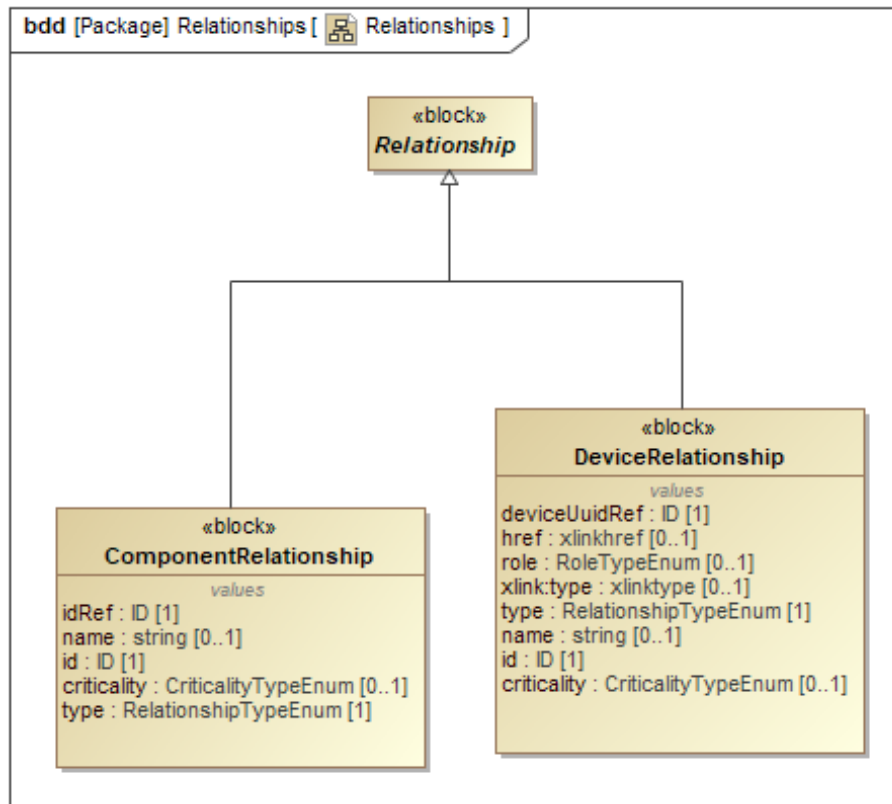 bdd [Package] Relationships [ Relationships ]
«block»
Relationship
«block»
DeviceRelationship
values
deviceUuidRef : ID [1]
href : xlinkhref [0..1]
role : RoleTypeEnum [0..1]
xlink:type : xlinktype [0..1]
type : RelationshipTypeEnum [1]
name : string [0..1]
id : ID [1]
criticality : CriticalityTypeEnum [0..1]
«block»
ComponentRelationship
values
idRef : ID [1]
name : string [0..1]
id : ID [1]
criticality : CriticalityTypeEnum [0..1]
type : RelationshipTypeEnum [1]